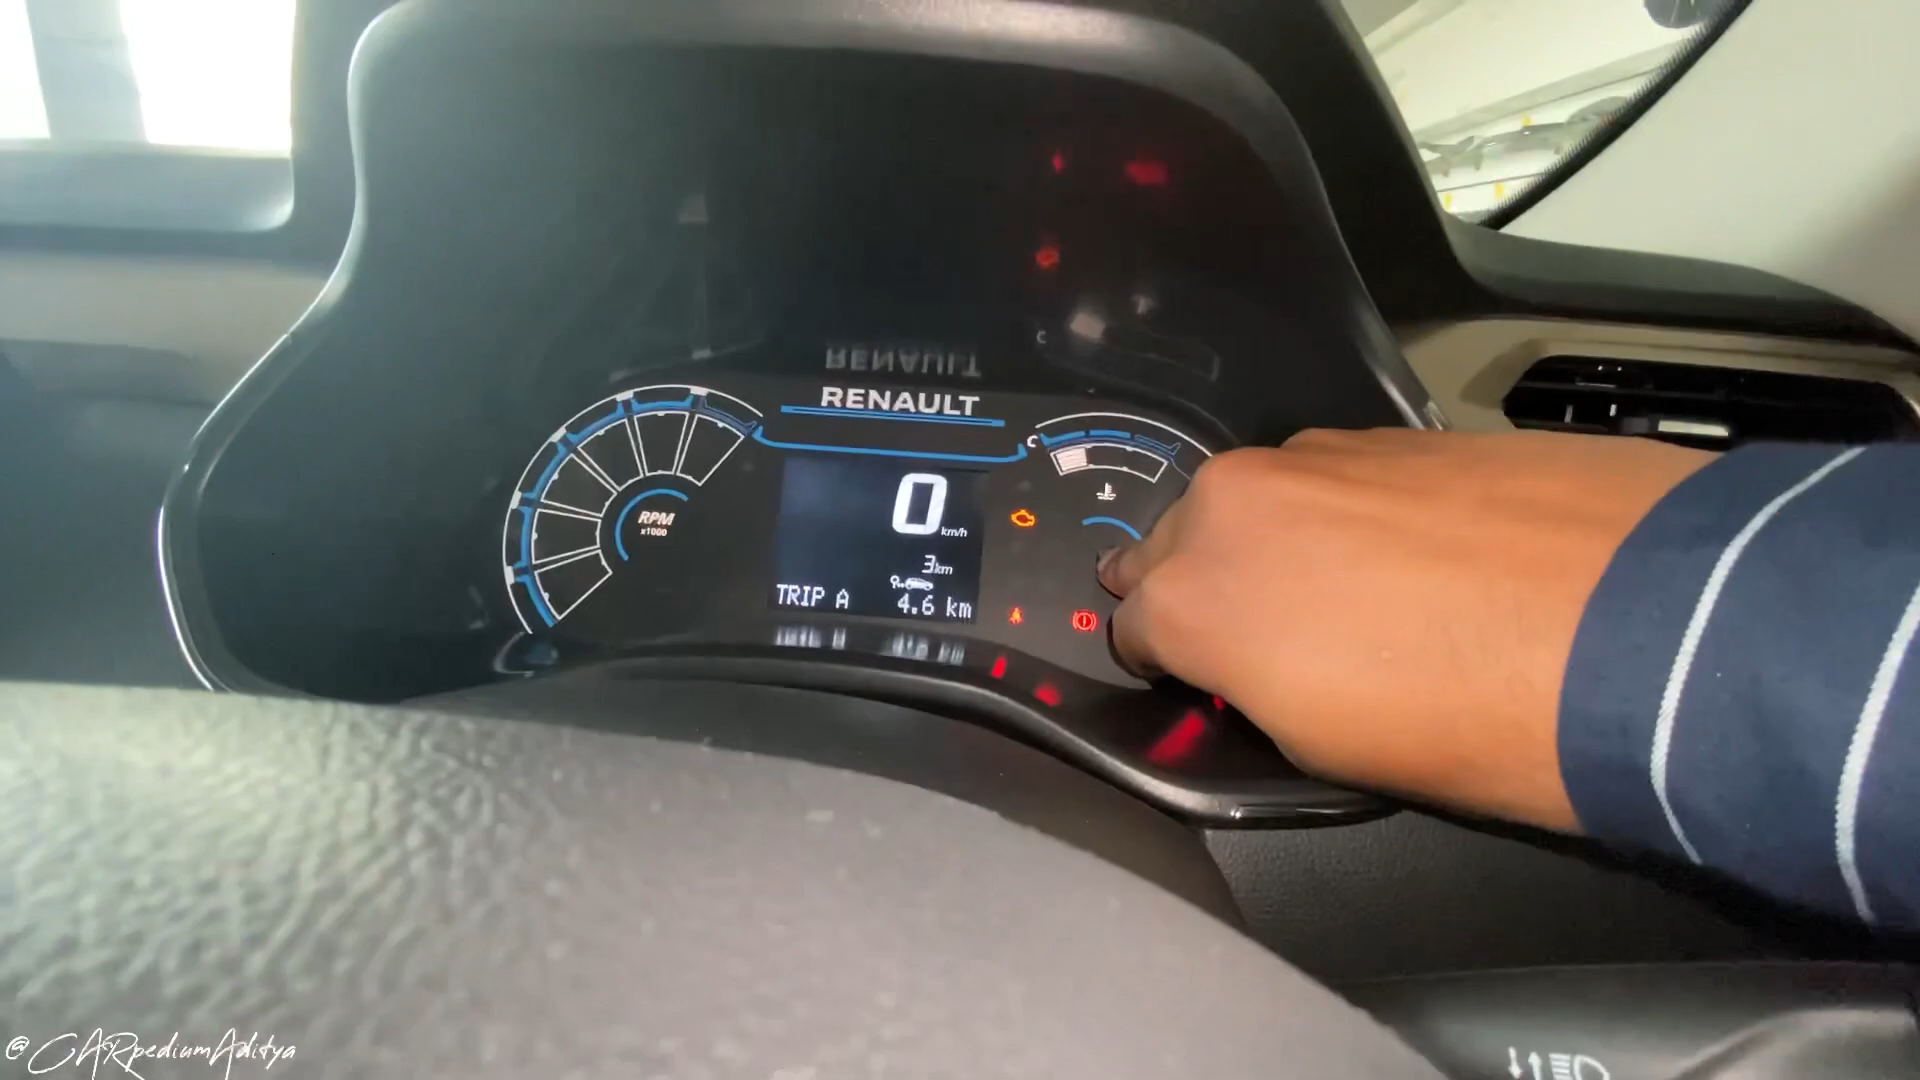 RENAULT
C
RPM
x1000
0 km/h
3km
TRIP A 4.6 km
@CARpediumAditya